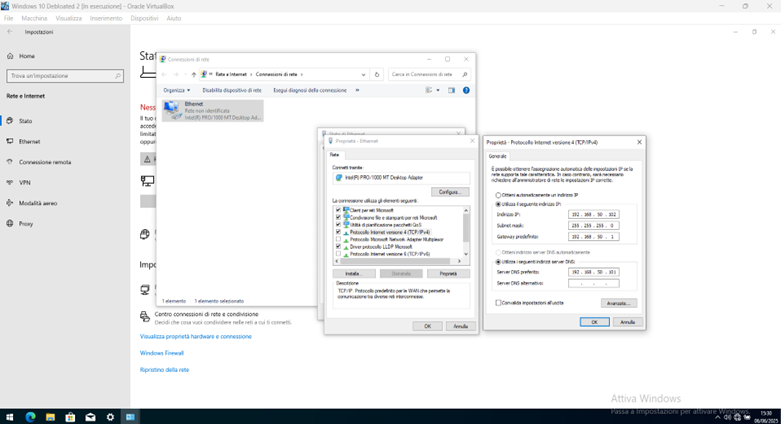 Windows 10 Debloated 2 [In esecuzione] - Oracle VirtualBox
File Macchina Visualizza Inserimento Dispositivi Aiuto
Impostazioni
Home
Trova un'impostazione
Rete e Internet
Stato
Ethernet
Connessione remota
VPN
Modalità aereo
Proxy
Stat
Ness
Il tuo
accede
limitata
Impo
Centro connessioni di rete e condivisione
Decidi che cosa vuoi condividere nelle reti a cui ti connetti.
Visualizza proprietà hardware e connessione
Windows Firewall
Ripristino della rete
Connessioni di rete
Rete e Internet > Connessioni di rete >
Cerca in Connessioni di rete
Organizza Disabilita dispositivo di rete Esegui diagnosi della connessione »
Ethernet
Rete non identificata
Intel(R) PRO/1000 MT Desktop Ad...
1 elemento 1 elemento selezionato
Proprietà - Ethernet
Rete
Connetti tramite:
Intel(R) PRO/1000 MT Desktop Adapter
Configura...
La connessione utilizza gli elementi seguenti:
Client per reti Microsoft
Condivisione file e stampanti per reti Microsoft
Utilità di pianificazione pacchetti QoS
Protocollo Internet versione 4 (TCP/IPv4)
Protocollo Microsoft Network Adapter Multiplexor
Driver protocollo LLDP Microsoft
Protocollo Internet versione 6 (TCP/IPv6)
Installa... Disinstalla Proprietà
Descrizione
TCP/IP. Protocollo predefinito per le WAN che permette la
comunicazione tra diverse reti interconnesse.
OK Annulla
Proprietà - Protocollo Internet versione 4 (TCP/IPv4)
Generale
È possibile ottenere l'assegnazione automatica delle impostazioni IP se la
rete supporta tale caratteristica. In caso contrario, sarà necessario
richiedere all'amministratore di rete le impostazioni IP corrette.
Ottieni automaticamente un indirizzo IP
Utilizza il seguente indirizzo IP:
Indirizzo IP: 192 . 168 . 50 . 102
Subnet mask: 255 . 255 . 255 . 0
Gateway predefinito: 192 . 168 . 50 . 1
Ottieni indirizzo server DNS automaticamente
Utilizza i seguenti indirizzi server DNS:
Server DNS preferito: 192 . 168 . 50 . 101
Server DNS alternativo: . . .
Convalida impostazioni all'uscita
Avanzate...
OK Annulla
Attiva Windows
Passa a Impostazioni per attivare Windows.
15:30
06/06/2025